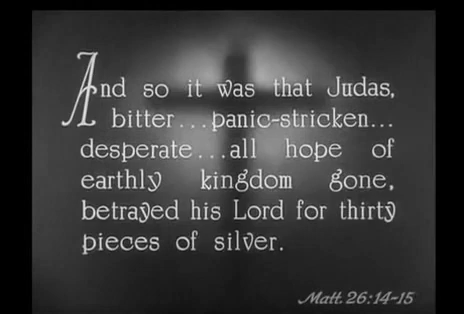 And so it was that Judas,
bitter...panic-stricken...
desperate...all hope of
earthly kingdom gone,
betrayed his Lord for thirty
pieces of silver.
Matt. 26:14-15